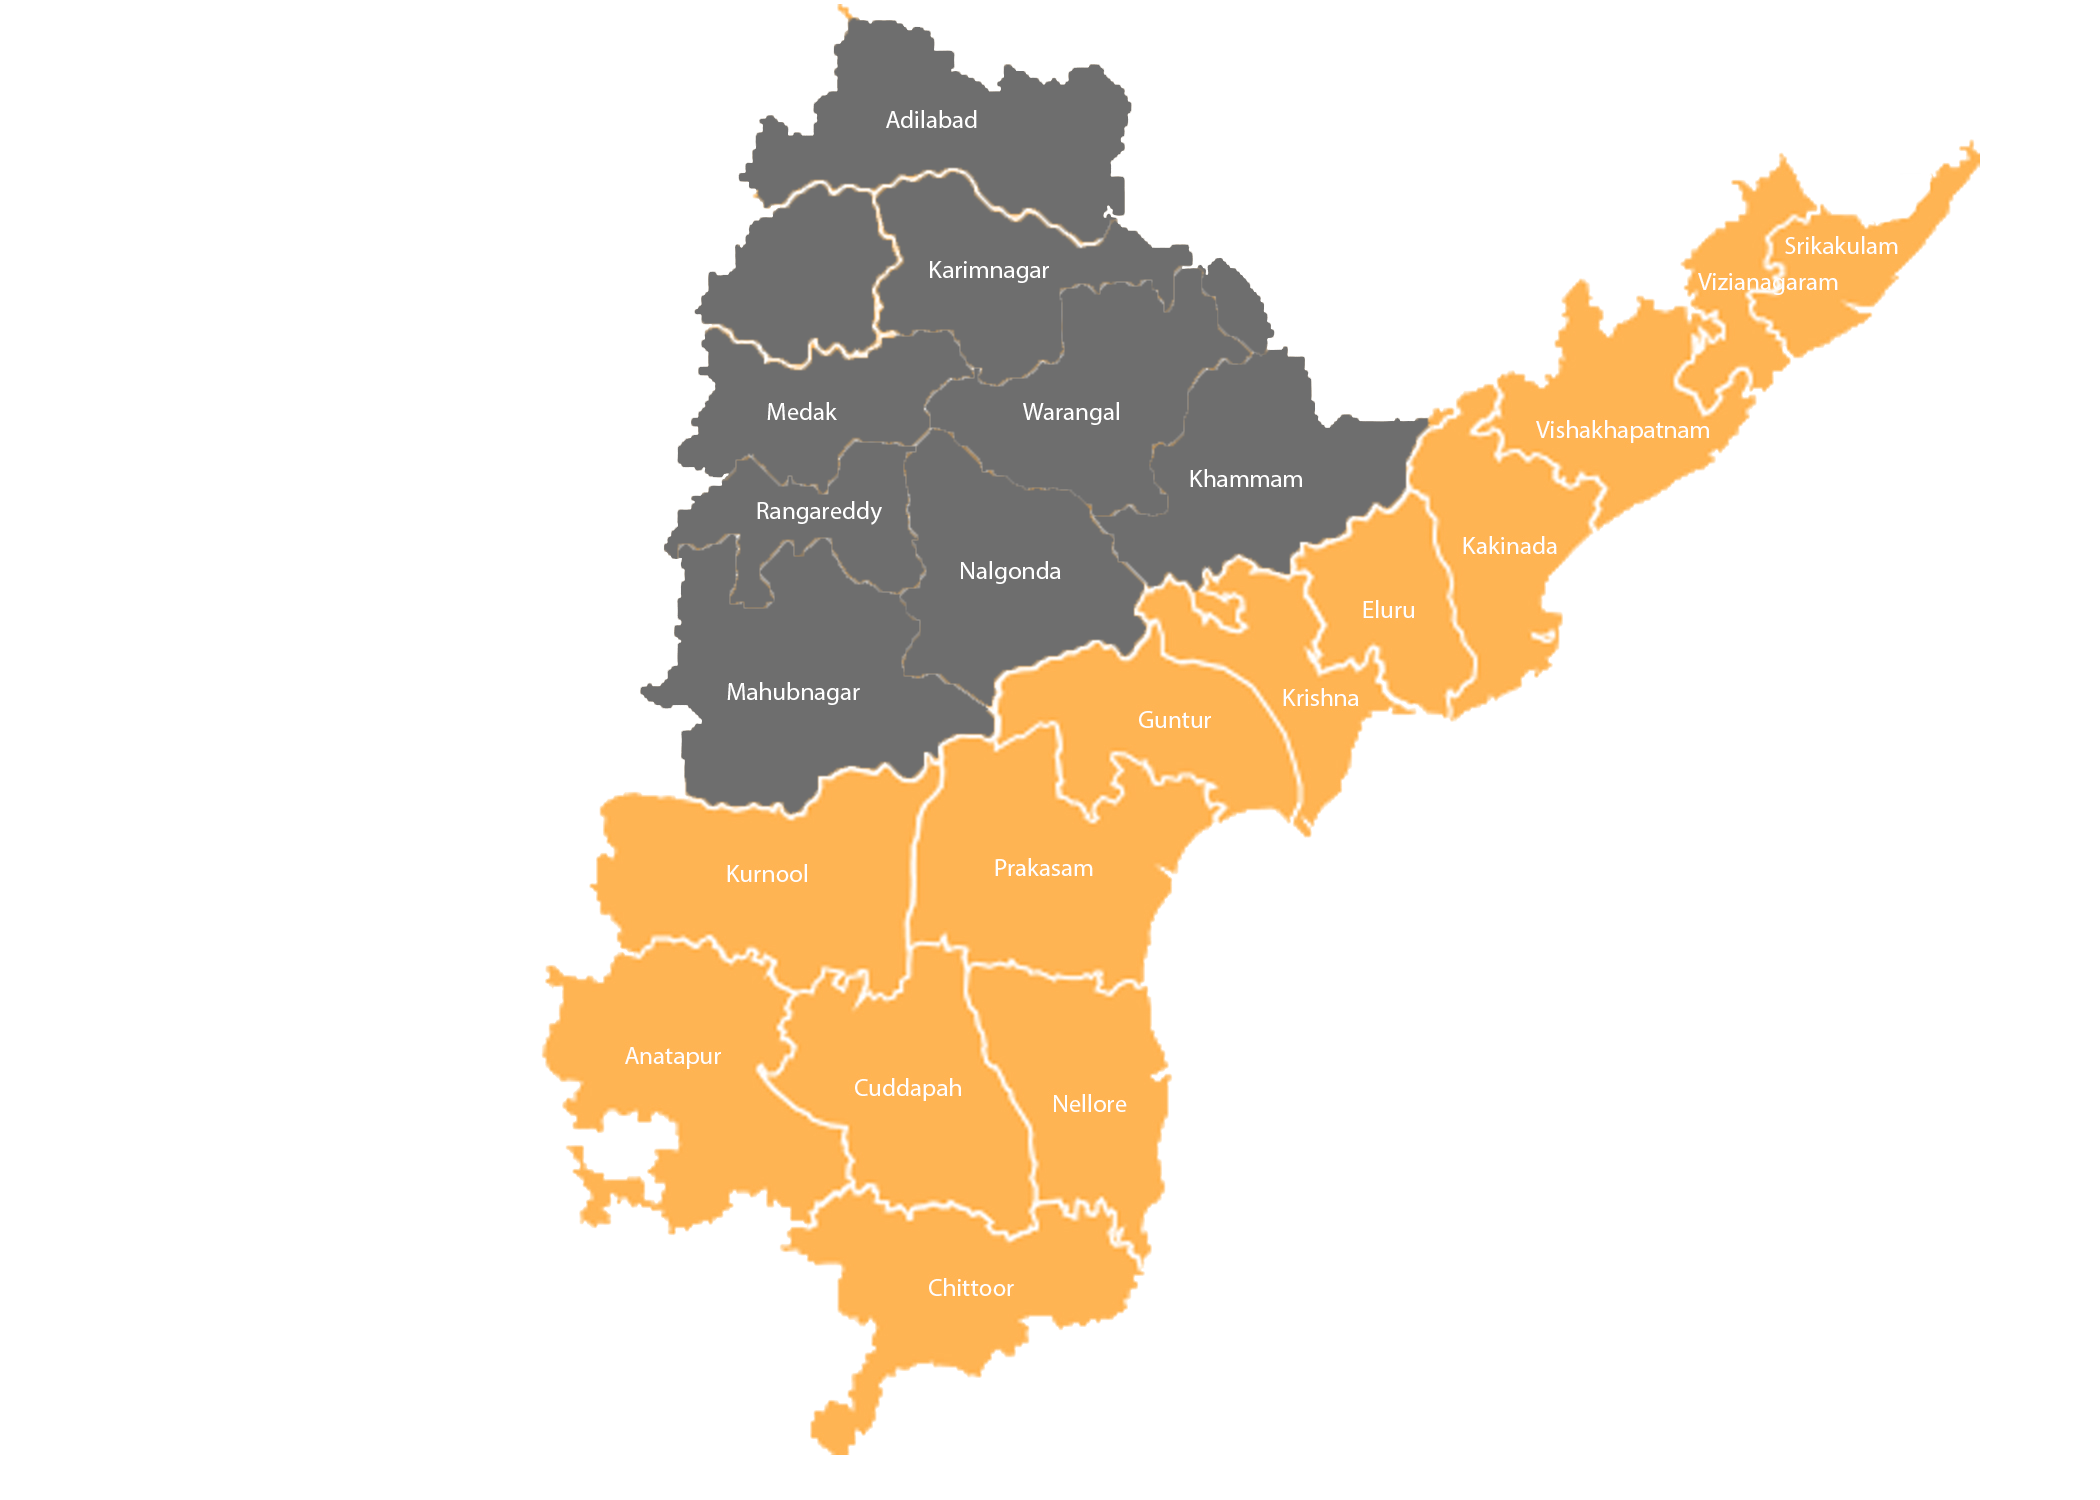 Adilabad
Srikakulam
Karimnagar
Vizianagaram
Medak
Warangal
Vishakhapatnam
Khammam
Rangareddy
Kakinada
Nalgonda
Eluru
Mahubnagar
Krishna
Guntur
Prakasam
Kurnool
Anatapur
Cuddapah
Nellore
Chittoor